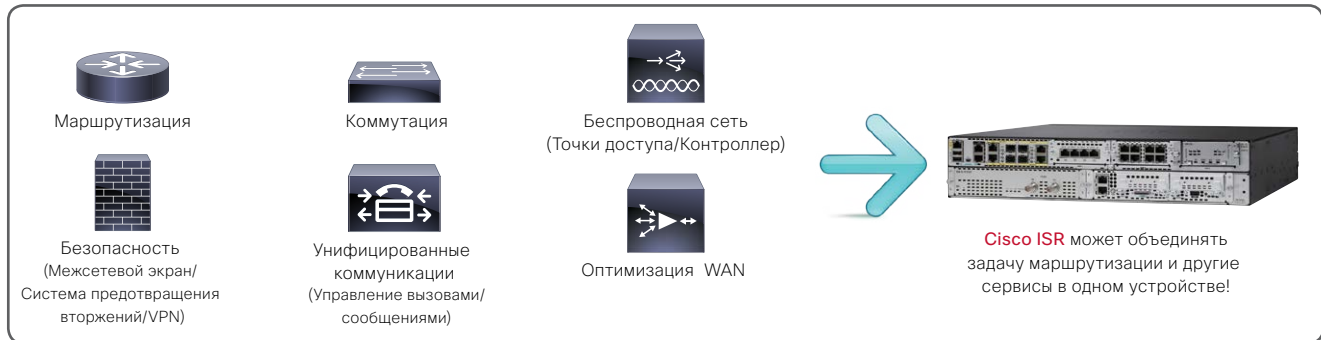 Маршрутизация
Коммутация
Беспроводная сеть
(Точки доступа/Контроллер)
Безопасность
(Межсетевой экран/
Система предотвращения
вторжений/VPN)
Унифицированные
коммуникации
(Управление вызовами/
сообщениями)
Оптимизация WAN
Cisco ISR может объединять
задачу маршрутизации и другие
сервисы в одном устройстве!